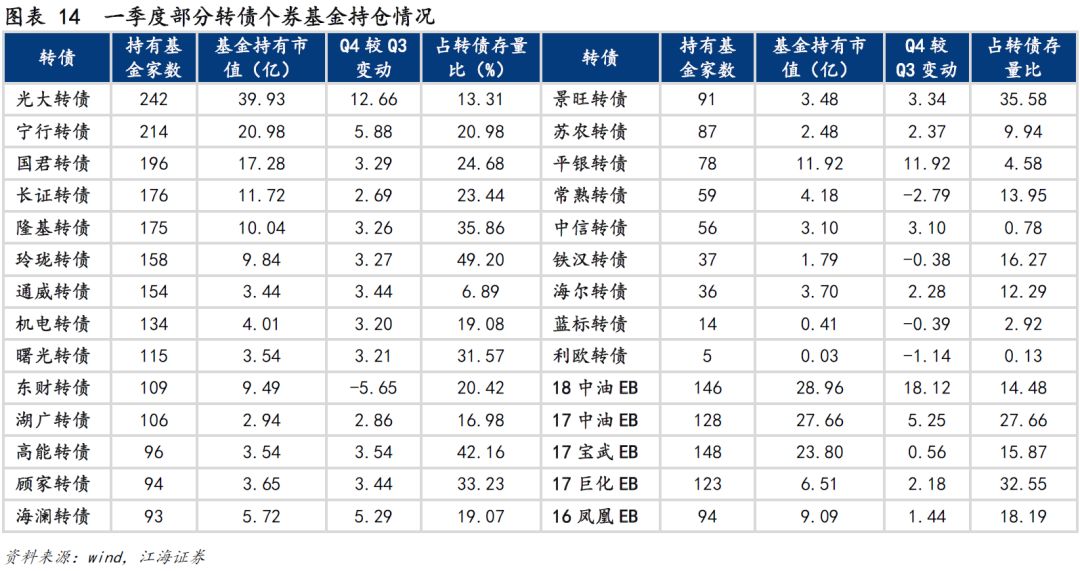 图表 14 一季度部分转债个券基金持仓情况
转债 持有基金家数 基金持有市值（亿） Q4 较 Q3 变动 占转债存量比（%） 转债 持有基金家数 基金持有市值（亿） Q4 较 Q3 变动 占转债存量比
光大转债 242 39.93 12.66 13.31 景旺转债 91 3.48 3.34 35.58
宁行转债 214 20.98 5.88 20.98 苏农转债 87 2.48 2.37 9.94
国君转债 196 17.28 3.29 24.68 平银转债 78 11.92 11.92 4.58
长证转债 176 11.72 2.69 23.44 常熟转债 59 4.18 -2.79 13.95
隆基转债 175 10.04 3.26 35.86 中信转债 56 3.10 3.10 0.78
玲珑转债 158 9.84 3.27 49.20 铁汉转债 37 1.79 -0.38 16.27
通威转债 154 3.44 3.44 6.89 海尔转债 36 3.70 2.28 12.29
机电转债 134 4.01 3.20 19.08 蓝标转债 14 0.41 -0.39 2.92
曙光转债 115 3.54 3.21 31.57 利欧转债 5 0.03 -1.14 0.13
东财转债 109 9.49 -5.65 20.42 18 中油 EB 146 28.96 18.12 14.48
湖广转债 106 2.94 2.86 16.98 17 中油 EB 128 27.66 5.25 27.66
高能转债 96 3.54 3.54 42.16 17 宝武 EB 148 23.80 0.56 15.87
顾家转债 94 3.65 3.44 33.23 17 巨化 EB 123 6.51 2.18 32.55
海澜转债 93 5.72 5.29 19.07 16 凤凰 EB 94 9.09 1.44 18.19
资料来源：wind，江海证券